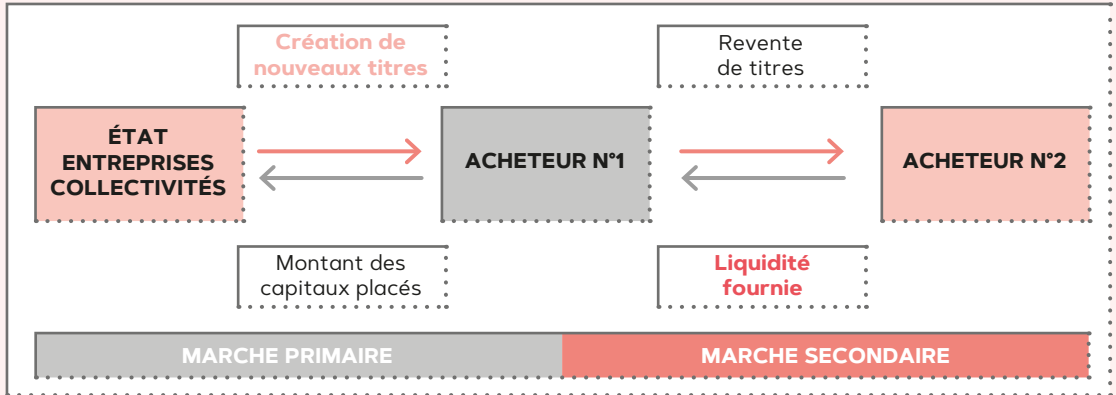 Création de
nouveaux titres
Revente
de titres
ÉTAT
ENTREPRISES
COLLECTIVITÉS
ACHETEUR N°1
ACHETEUR N°2
Montant des
capitaux placés
Liquidité
fournie
MARCHE PRIMAIRE
MARCHE SECONDAIRE